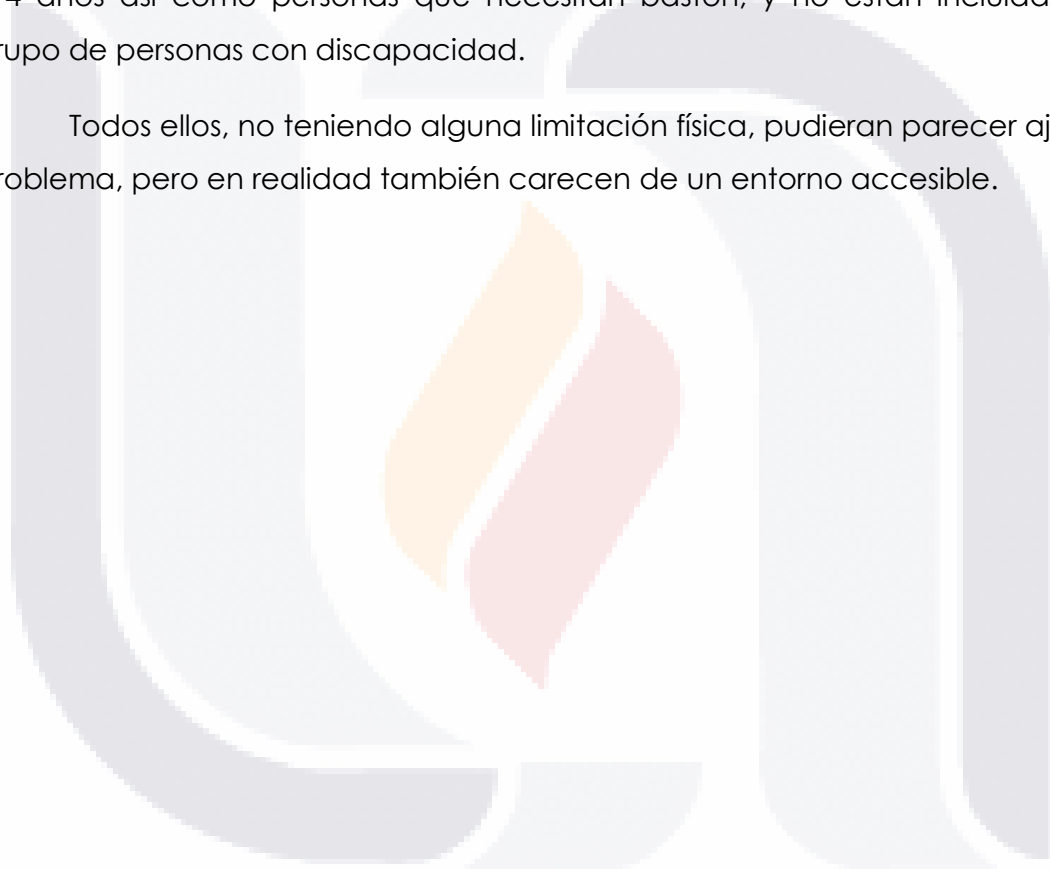 4 años así como personas que necesitan bastón, y no están incluida
rupo de personas con discapacidad.
Todos ellos, no teniendo alguna limitación física, pudieran parecer aj
roblema, pero en realidad también carecen de un entorno accesible.